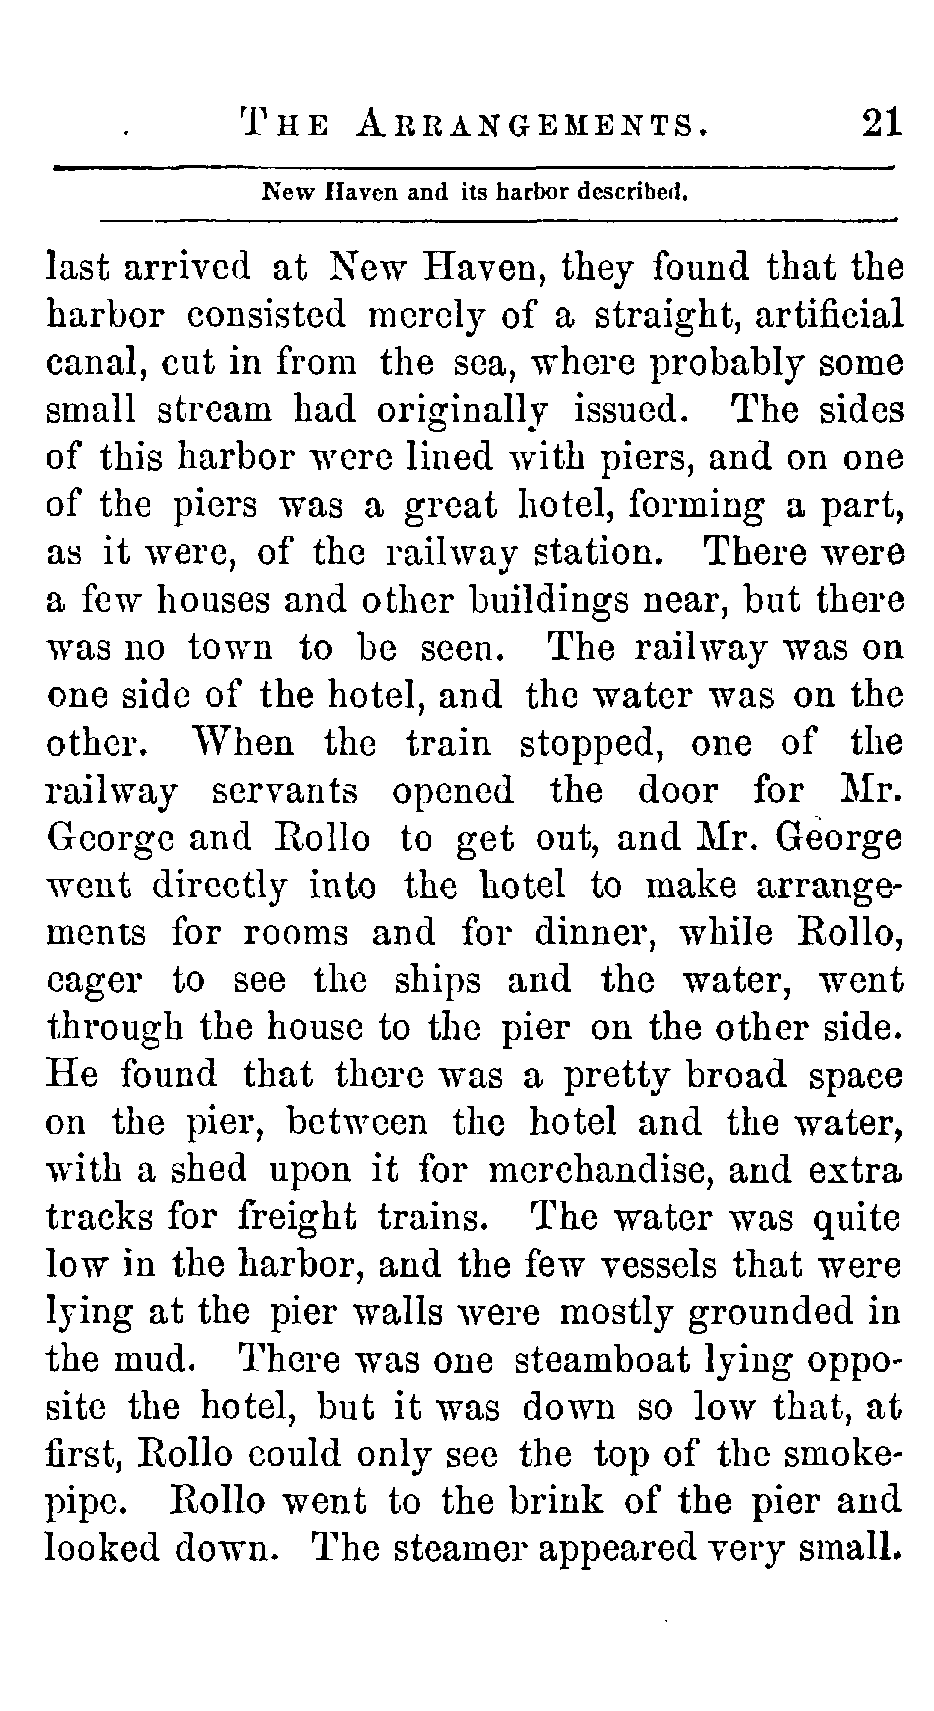 THE ARRANGEMENTS. 21
New Haven and its harbor described.
last arrived at New Haven, they found that the
harbor consisted merely of a straight, artificial
canal, cut in from the sea, where probably some
small stream had originally issued. The sides
of this harbor were lined with piers, and on one
of the piers was a great hotel, forming a part,
as it were, of the railway station. There were
a few houses and other buildings near, but there
was no town to be seen. The railway was on
one side of the hotel, and the water was on the
other. When the train stopped, one of the
railway servants opened the door for Mr.
George and Rollo to get out, and Mr. George
went directly into the hotel to make arrange-
ments for rooms and for dinner, while Rollo,
eager to see the ships and the water, went
through the house to the pier on the other side.
He found that there was a pretty broad space
on the pier, between the hotel and the water,
with a shed upon it for merchandise, and extra
tracks for freight trains. The water was quite
low in the harbor, and the few vessels that were
lying at the pier walls were mostly grounded in
the mud. There was one steamboat lying oppo-
site the hotel, but it was down so low that, at
first, Rollo could only see the top of the smoke-
pipe. Rollo went to the brink of the pier and
looked down. The steamer appeared very small.